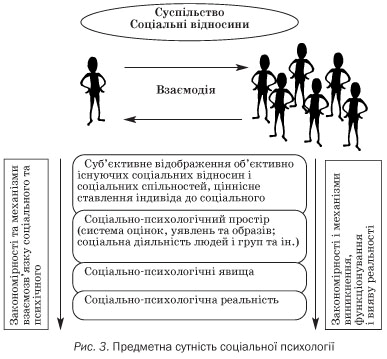 Суспільство
Соціальні відносини
Взаємодія
Закономірності та механізми
взаємозв'язку соціального та
психічного
Суб'єктивне відображення об'єктивно
існуючих соціальних відносин і
соціальних спільностей, ціннісне
ставлення індивіда до соціального
Соціально-психологічний простір
(система оцінок, уявлень та образів;
соціальна діяльність людей і груп та ін.)
Соціально-психологічні явища
Соціально-психологічна реальність
Закономірності і механізми
виникнення,
функціонування
і вияву реальності
Рис. 3. Предметна сутність соціальної психології